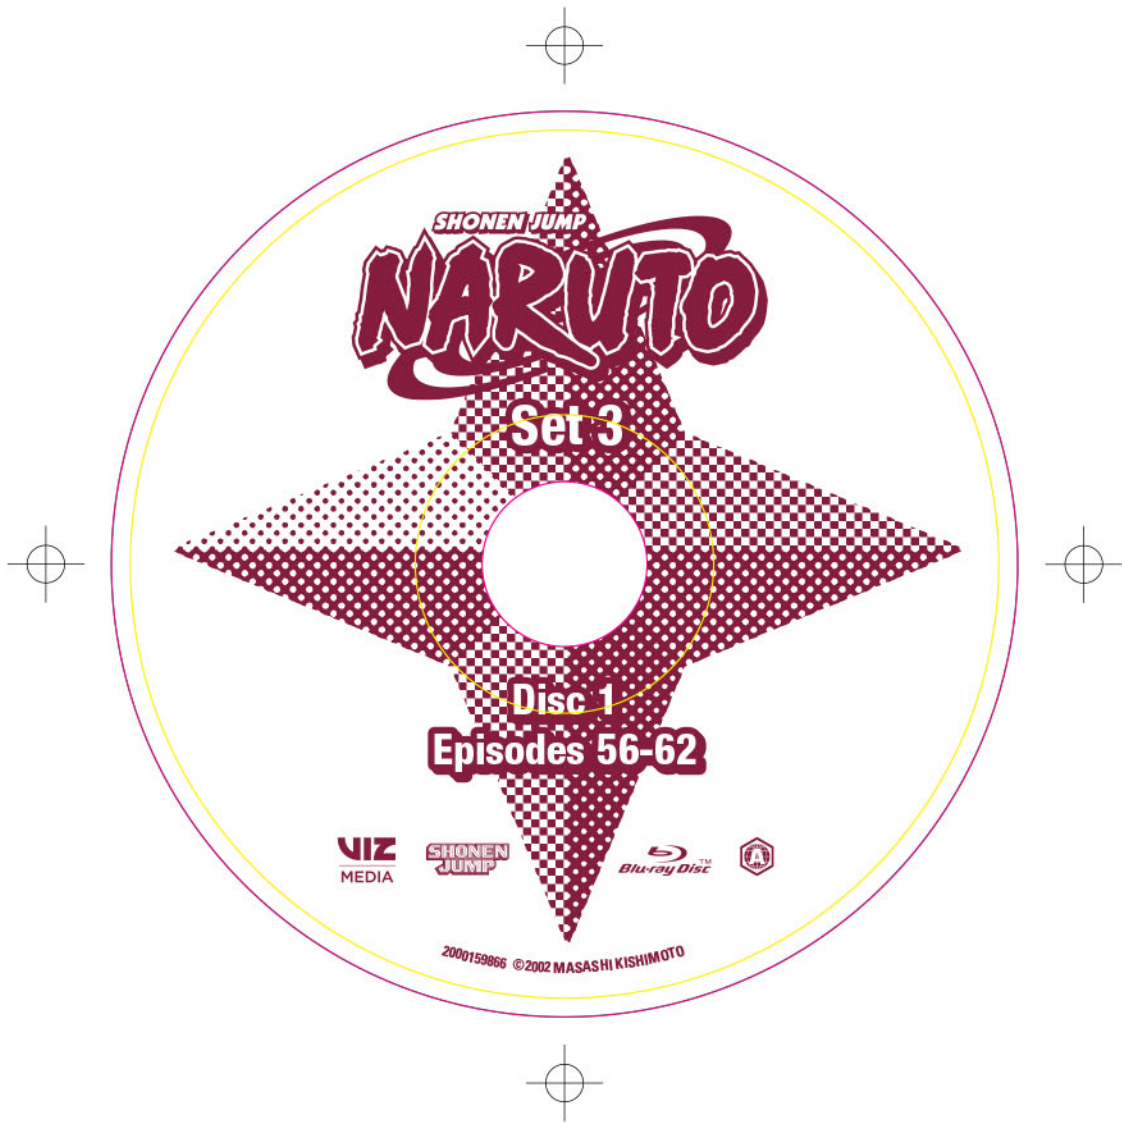 SHONEN JUMP
NARUTO
Set 3
Disc 1
Episodes 56-62
VIZ MEDIA
SHONEN JUMP
Blu-ray Disc™
A
2000159866 ©2002 MASASHI KISHIMOTO